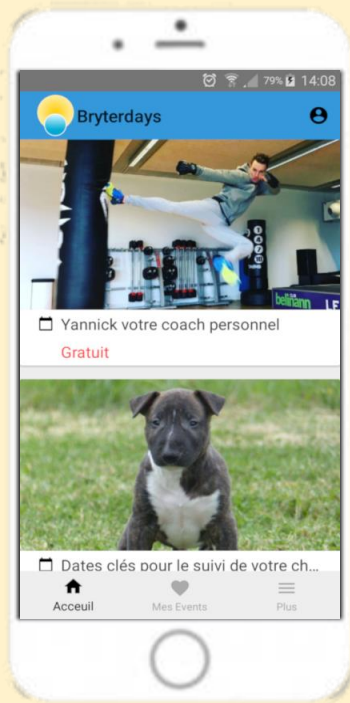 79% 14:08
Bryterdays
Yannick votre coach personnel
Gratuit
Dates clés pour le suivi de votre ch...
Acceuil
Mes Events
Plus